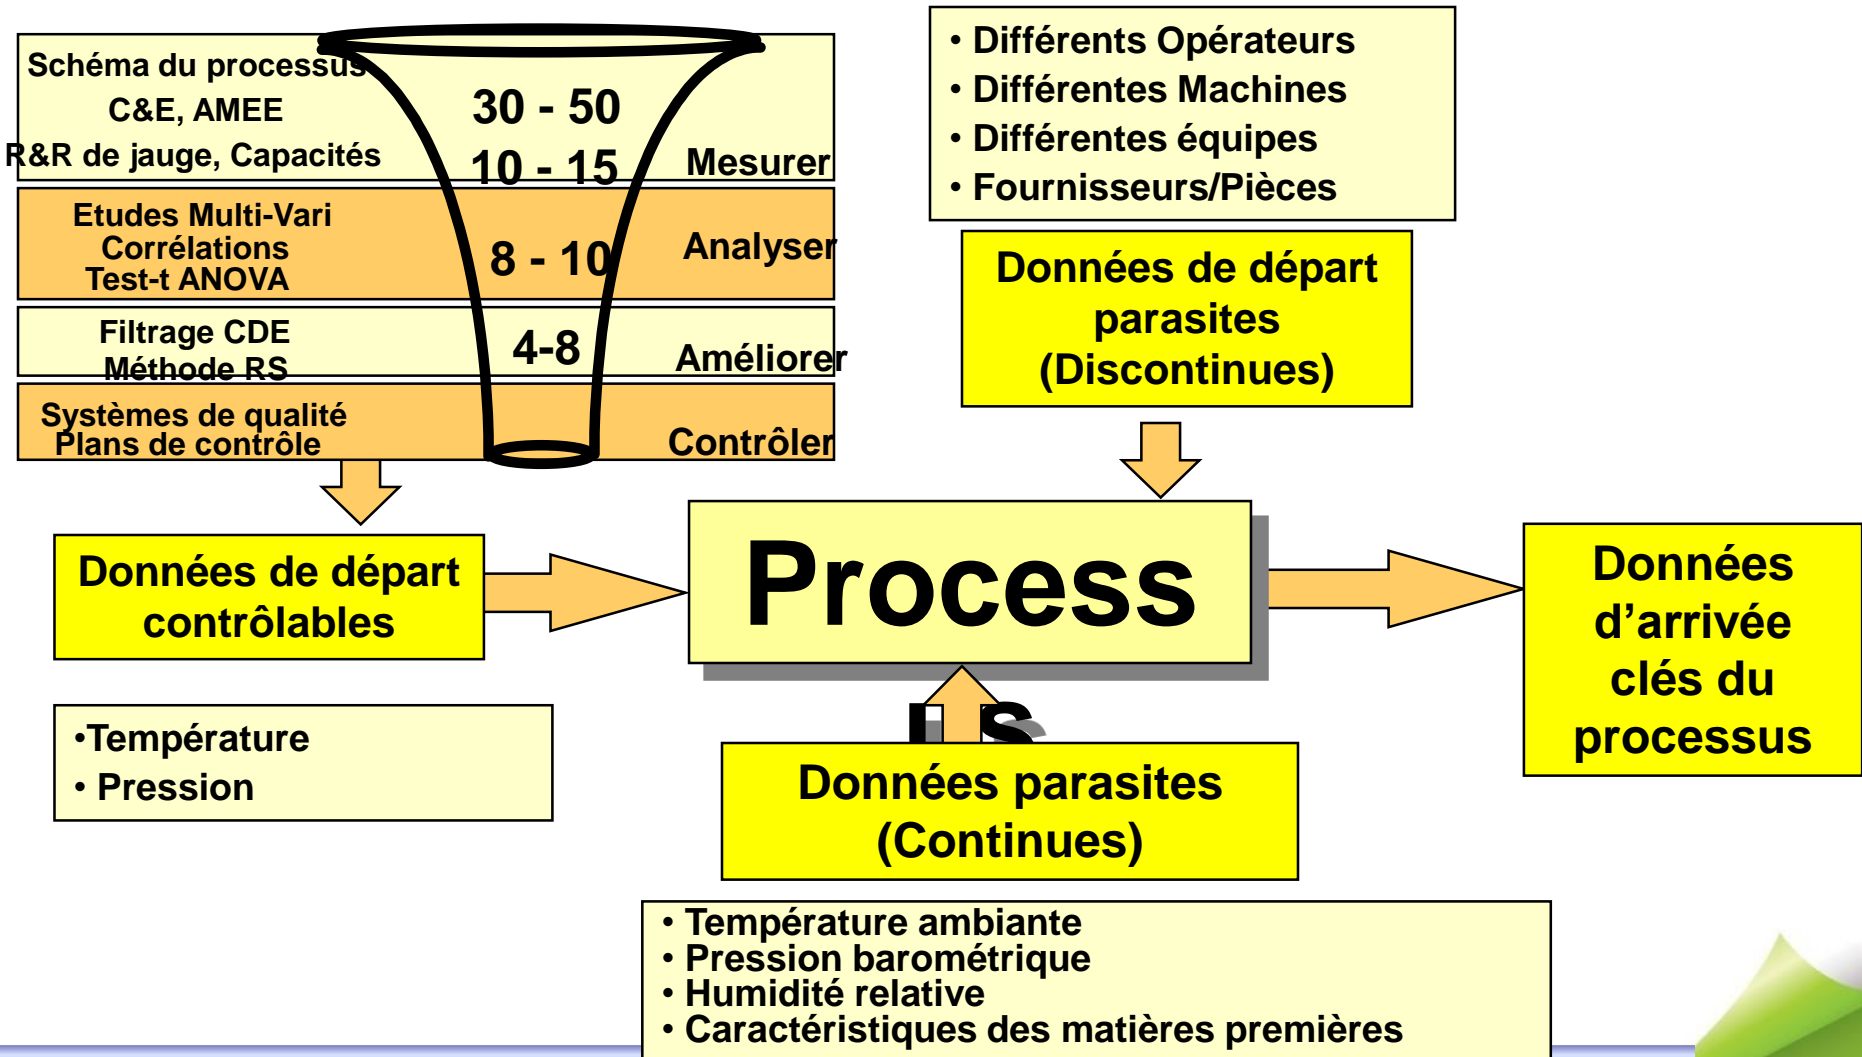 Schéma du processus
C&E, AMEE
R&R de jauge, Capacités
30 - 50
10 - 15
Mesurer
Etudes Multi-Vari
Corrélations
Test-t ANOVA
8 - 10
Analyser
Filtrage CDE
Méthode RS
4-8
Améliorer
Systèmes de qualité
Plans de contrôle
Contrôler
• Différents Opérateurs
• Différentes Machines
• Différentes équipes
• Fournisseurs/Pièces
Données de départ
parasites
(Discontinues)
Données de départ
contrôlables
Process
us
Données
d’arrivée
clés du
processus
•Température
• Pression
Données parasites
(Continues)
• Température ambiante
• Pression barométrique
• Humidité relative
• Caractéristiques des matières premières